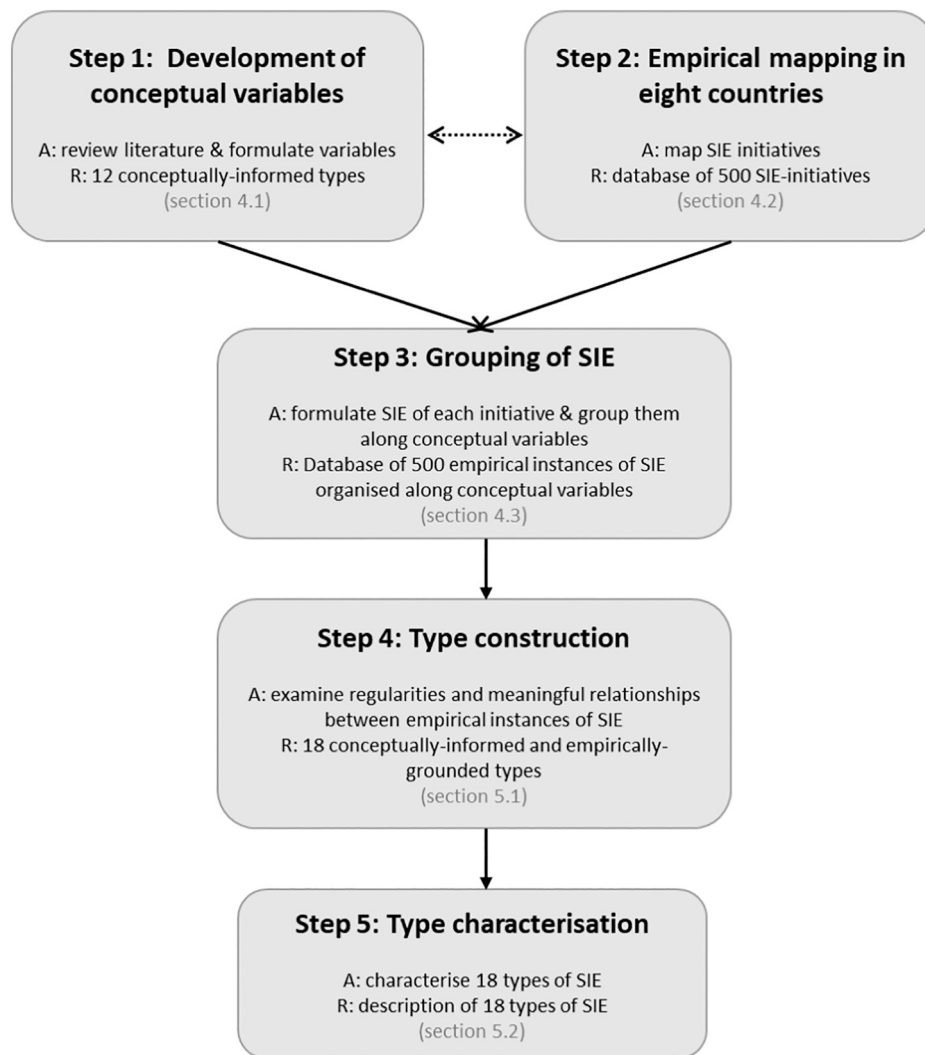 Step 1:  Development of
conceptual variables
A: review literature & formulate variables
R: 12 conceptually-informed types
(section 4.1)
Step 2: Empirical mapping in
eight countries
A: map SIE initiatives
R: database of 500 SIE-initiatives
(section 4.2)
Step 3: Grouping of SIE
A: formulate SIE of each initiative & group them
along conceptual variables
R: Database of 500 empirical instances of SIE
organised along conceptual variables
(section 4.3)
Step 4: Type construction
A: examine regularities and meaningful relationships
between empirical instances of SIE
R: 18 conceptually-informed and empirically-
grounded types
(section 5.1)
Step 5: Type characterisation
A: characterise 18 types of SIE
R: description of 18 types of SIE
(section 5.2)